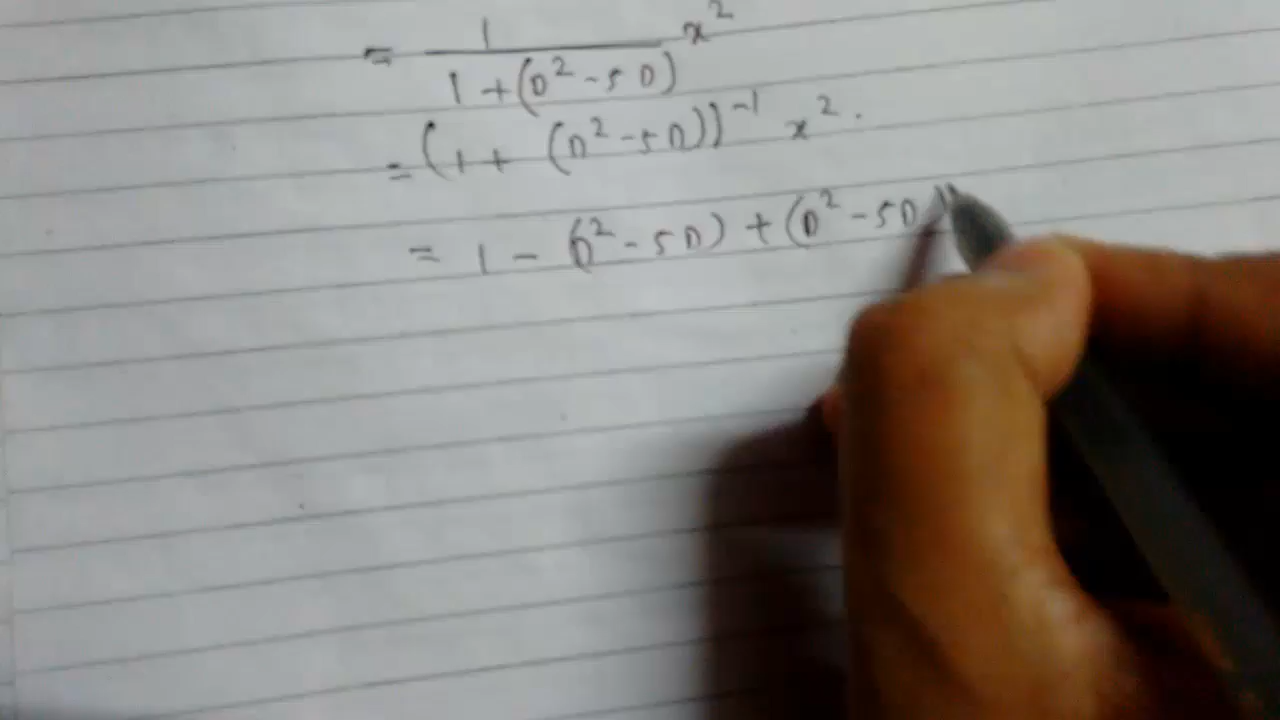 = 1 / 1 + (D² - 5D) x²
= (1 + (D² - 5D))⁻¹ x².
= 1 - (D² - 5D) + (D² - 5D)